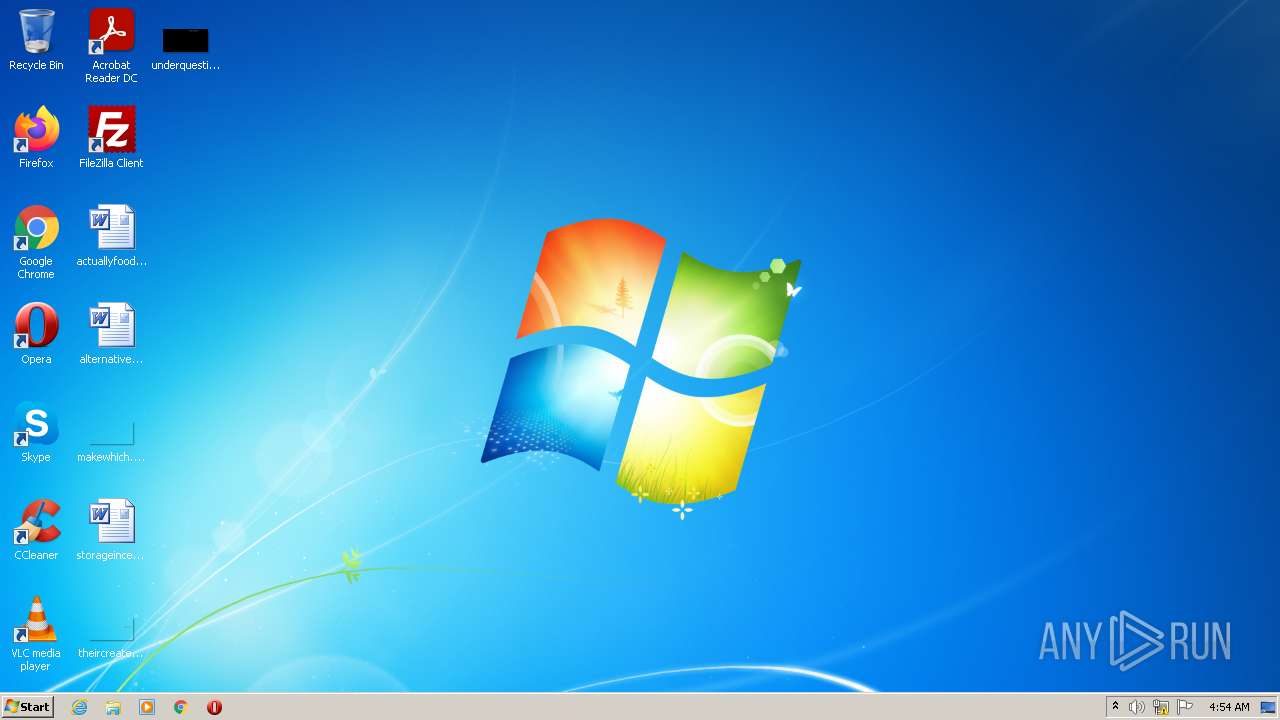 Recycle Bin
Acrobat
Reader DC
underquesti...
Firefox
FileZilla Client
Google
Chrome
actuallyfood...
Opera
alternative...
Skype
makewhich....
CCleaner
storageince...
VLC media
player
theircreate...
ANY RUN
Start
4:54 AM